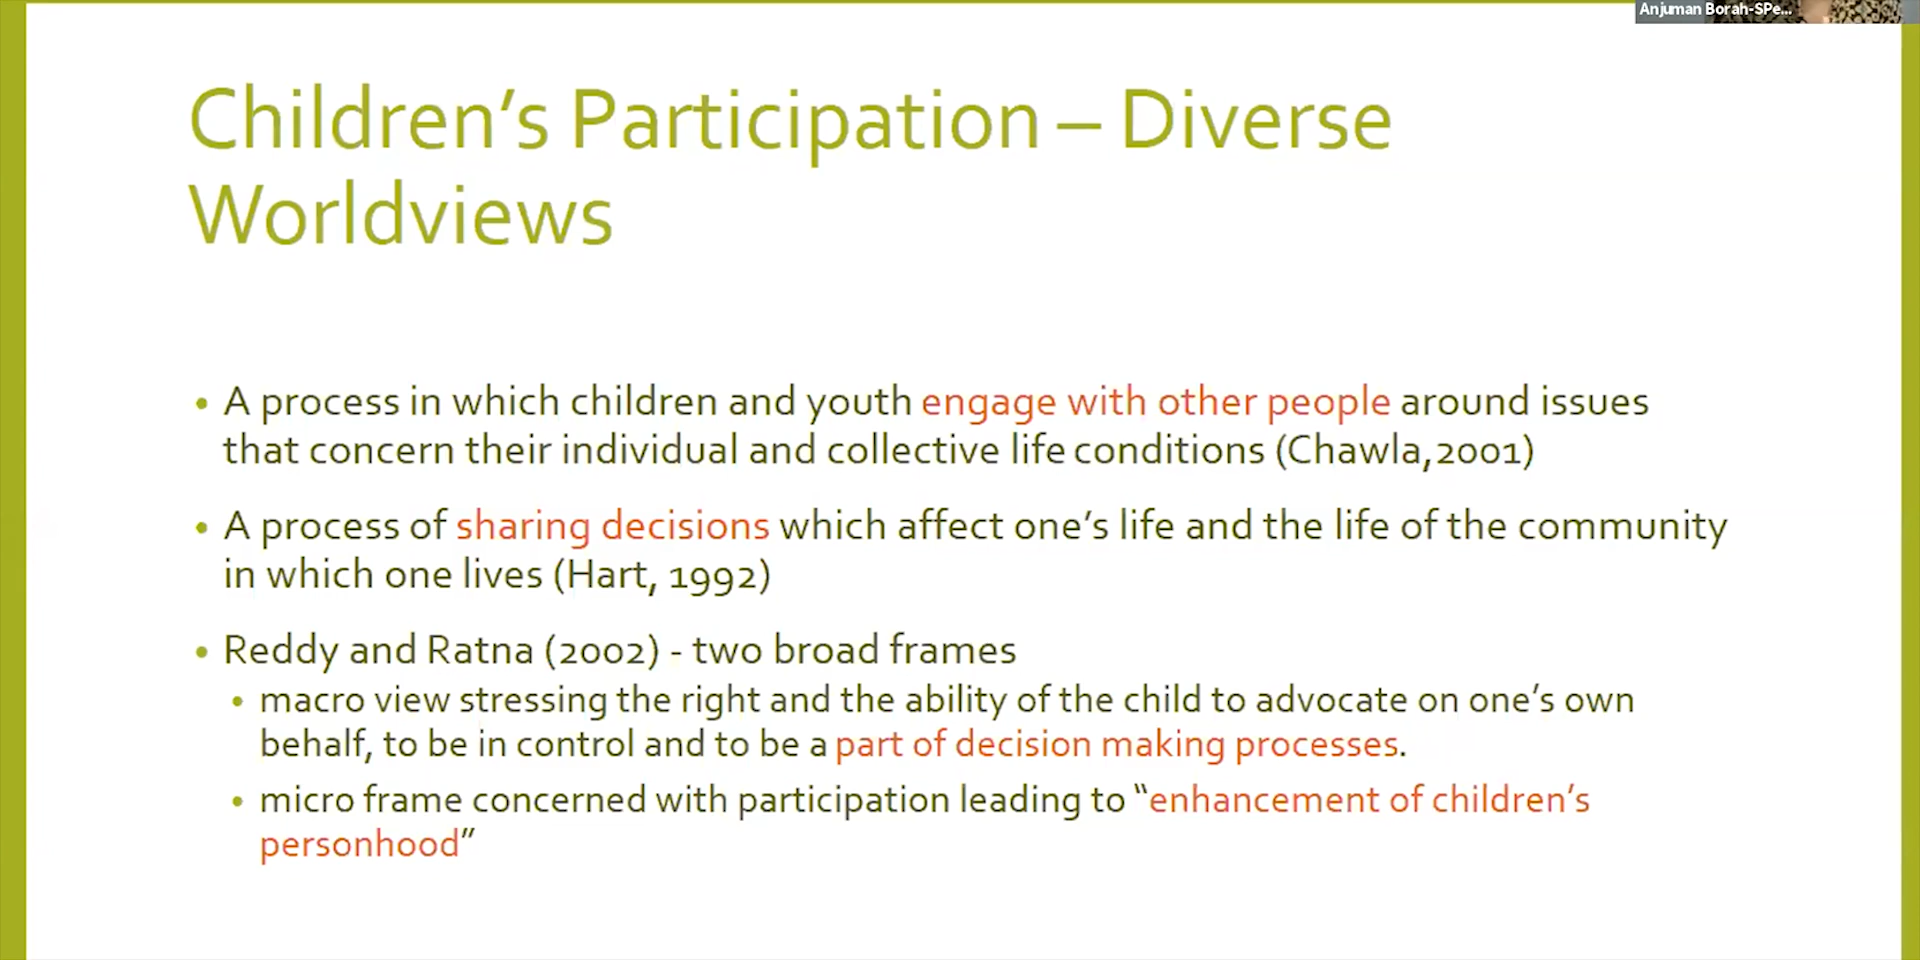 Anjuman Borah-SPe...
Children’s Participation – Diverse
Worldviews
• A process in which children and youth engage with other people around issues
that concern their individual and collective life conditions (Chawla,2001)
• A process of sharing decisions which affect one’s life and the life of the community
in which one lives (Hart, 1992)
• Reddy and Ratna (2002) - two broad frames
• macro view stressing the right and the ability of the child to advocate on one’s own
behalf, to be in control and to be a part of decision making processes.
• micro frame concerned with participation leading to “enhancement of children’s
personhood”